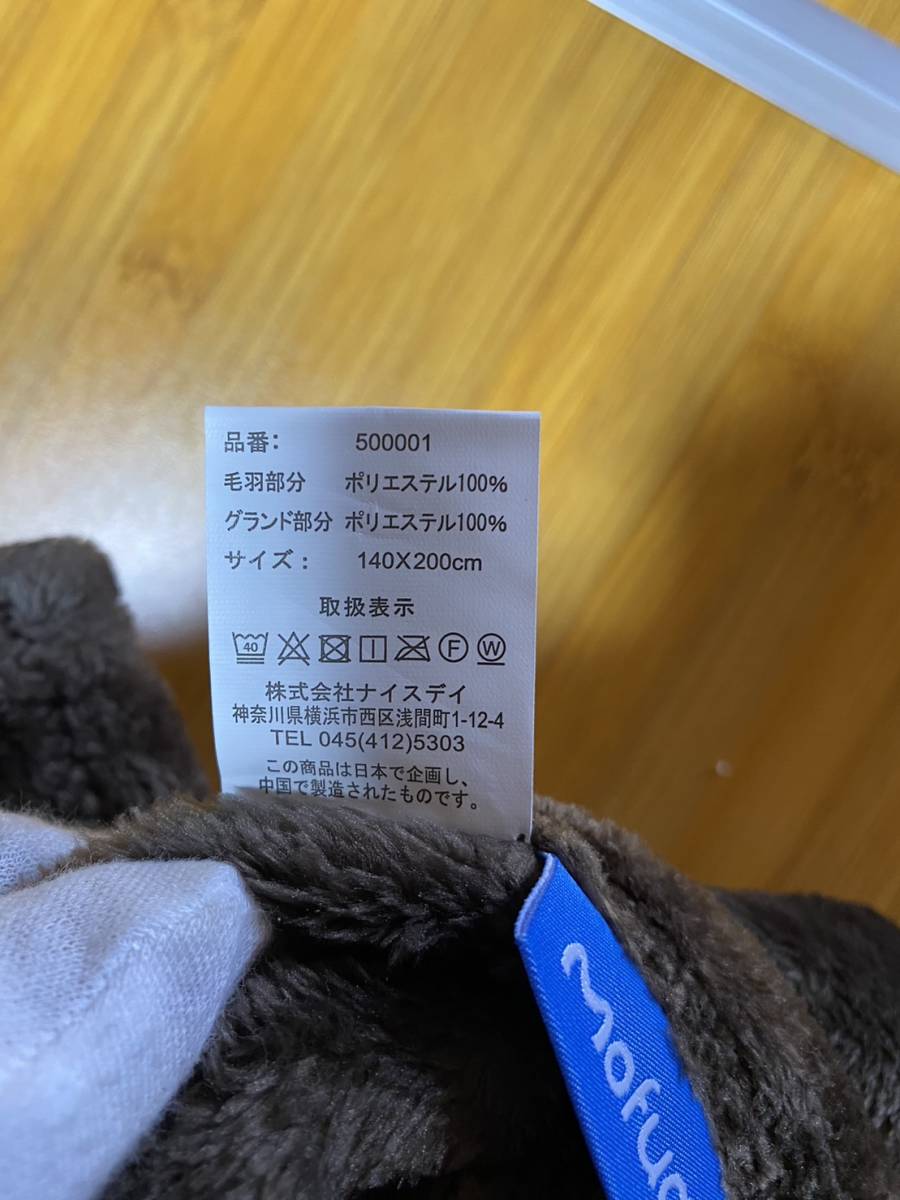 品番: 500001
毛羽部分 ポリエステル100%
グランド部分 ポリエステル100%
サイズ: 140X200cm
取扱表示
40 F W
株式会社ナイスデイ
神奈川県横浜市西区浅間町1-12-4
TEL 045(412)5303
この商品は日本で企画し、
中国で製造されたものです。
Mofua